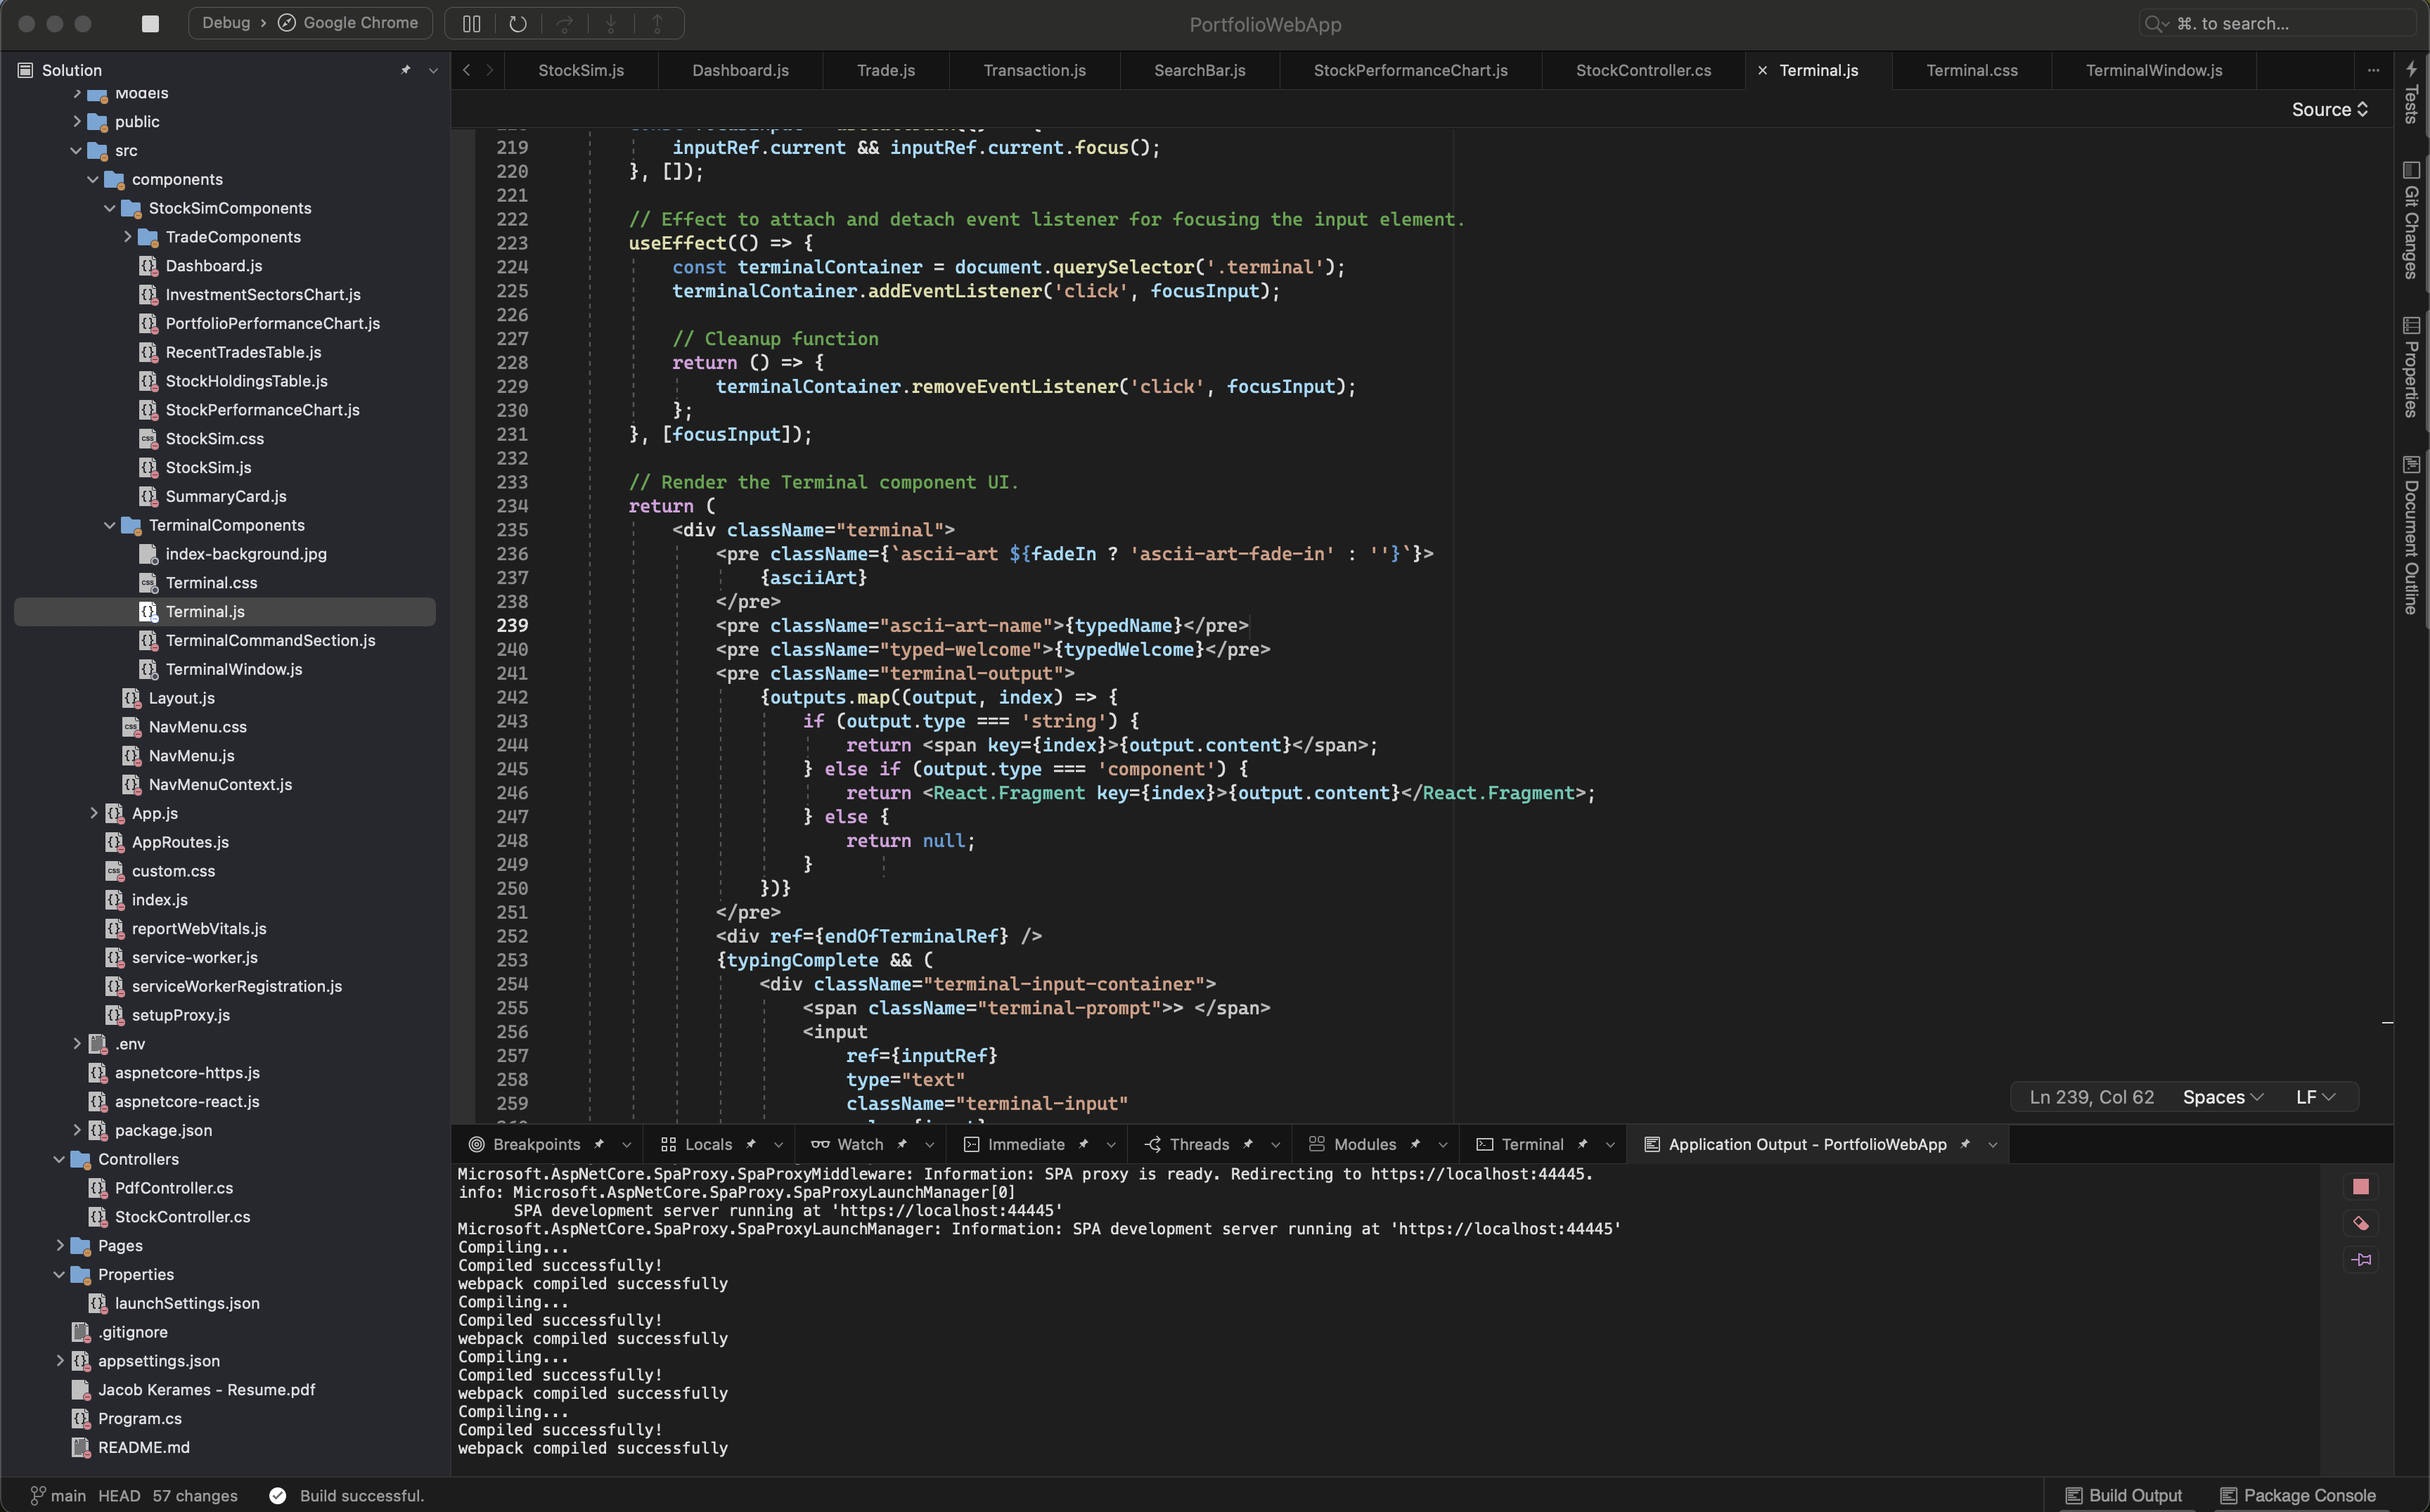 Debug › Google Chrome
PortfolioWebApp
⌘. to search...
Solution
StockSim.js
Dashboard.js
Trade.js
Transaction.js
SearchBar.js
StockPerformanceChart.js
StockController.cs
× Terminal.js
Terminal.css
TerminalWindow.js
...
Source
Models
public
src
components
StockSimComponents
TradeComponents
Dashboard.js
InvestmentSectorsChart.js
PortfolioPerformanceChart.js
RecentTradesTable.js
StockHoldingsTable.js
StockPerformanceChart.js
StockSim.css
StockSim.js
SummaryCard.js
TerminalComponents
index-background.jpg
Terminal.css
Terminal.js
TerminalCommandSection.js
TerminalWindow.js
Layout.js
NavMenu.css
NavMenu.js
NavMenuContext.js
App.js
AppRoutes.js
custom.css
index.js
reportWebVitals.js
service-worker.js
serviceWorkerRegistration.js
setupProxy.js
.env
aspnetcore-https.js
aspnetcore-react.js
package.json
Controllers
PdfController.cs
StockController.cs
Pages
Properties
launchSettings.json
.gitignore
appsettings.json
Jacob Kerames - Resume.pdf
Program.cs
README.md
219 inputRef.current && inputRef.current.focus();
220 }, []);
221
222 // Effect to attach and detach event listener for focusing the input element.
223 useEffect(() => {
224 const terminalContainer = document.querySelector('.terminal');
225 terminalContainer.addEventListener('click', focusInput);
226
227 // Cleanup function
228 return () => {
229 terminalContainer.removeEventListener('click', focusInput);
230 };
231 }, [focusInput]);
232
233 // Render the Terminal component UI.
234 return (
235 <div className="terminal">
236 <pre className={`ascii-art ${fadeIn ? 'ascii-art-fade-in' : ''}`}>
237 {asciiArt}
238 </pre>
239 <pre className="ascii-art-name">{typedName}</pre>
240 <pre className="typed-welcome">{typedWelcome}</pre>
241 <pre className="terminal-output">
242 {outputs.map((output, index) => {
243 if (output.type === 'string') {
244 return <span key={index}>{output.content}</span>;
245 } else if (output.type === 'component') {
246 return <React.Fragment key={index}>{output.content}</React.Fragment>;
247 } else {
248 return null;
249 }
250 })}
251 </pre>
252 <div ref={endOfTerminalRef} />
253 {typingComplete && (
254 <div className="terminal-input-container">
255 <span className="terminal-prompt">> </span>
256 <input
257 ref={inputRef}
258 type="text"
259 className="terminal-input"
Ln 239, Col 62 Spaces LF
Tests
Git Changes
Properties
Document Outline
Breakpoints
Locals
Watch
Immediate
Threads
Modules
Terminal
Application Output - PortfolioWebApp
Microsoft.AspNetCore.SpaProxy.SpaProxyMiddleware: Information: SPA proxy is ready. Redirecting to https://localhost:44445.
info: Microsoft.AspNetCore.SpaProxy.SpaProxyLaunchManager[0]
SPA development server running at 'https://localhost:44445'
Microsoft.AspNetCore.SpaProxy.SpaProxyLaunchManager: Information: SPA development server running at 'https://localhost:44445'
Compiling...
Compiled successfully!
webpack compiled successfully
Compiling...
Compiled successfully!
webpack compiled successfully
Compiling...
Compiled successfully!
webpack compiled successfully
Compiling...
Compiled successfully!
webpack compiled successfully
main HEAD 57 changes Build successful.
Build Output Package Console